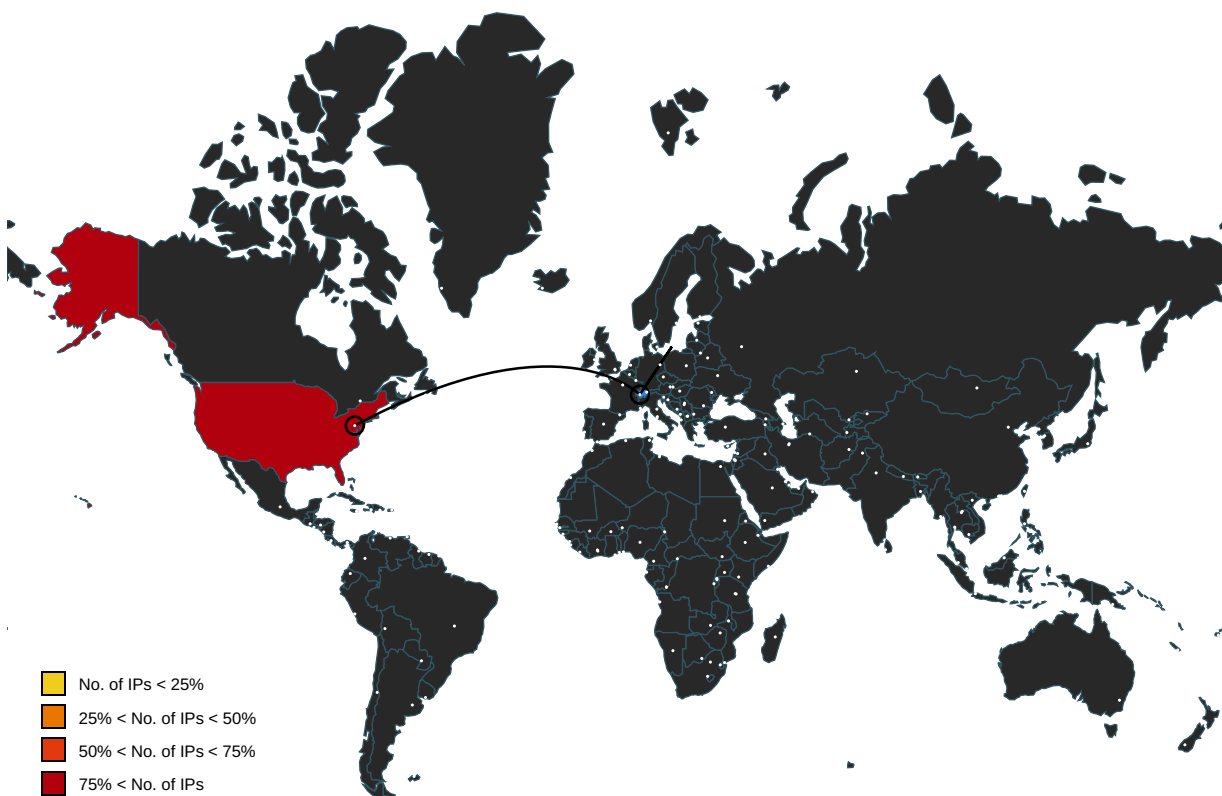 No. of IPs < 25%
25% < No. of IPs < 50%
50% < No. of IPs < 75%
75% < No. of IPs